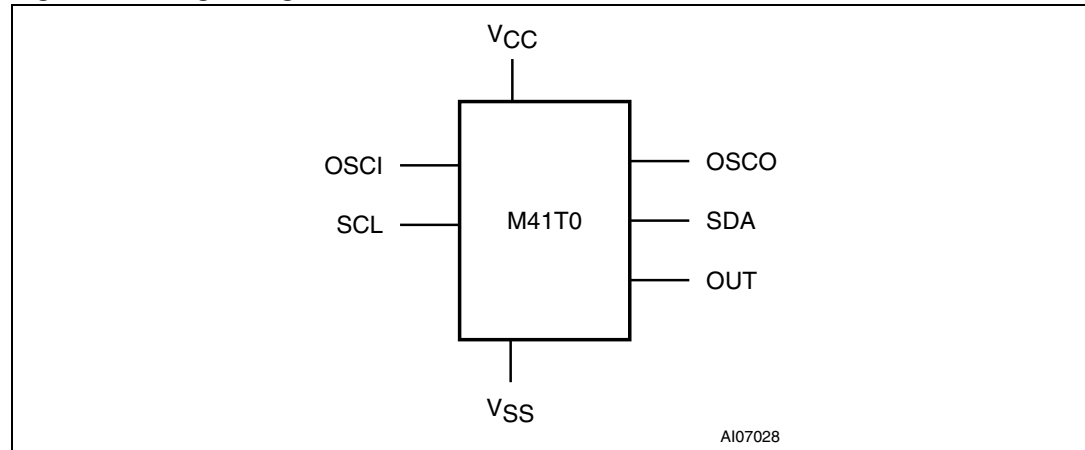 VCC
OSCI
OSCO
SCL
M41T0
SDA
OUT
VSS
AI07028